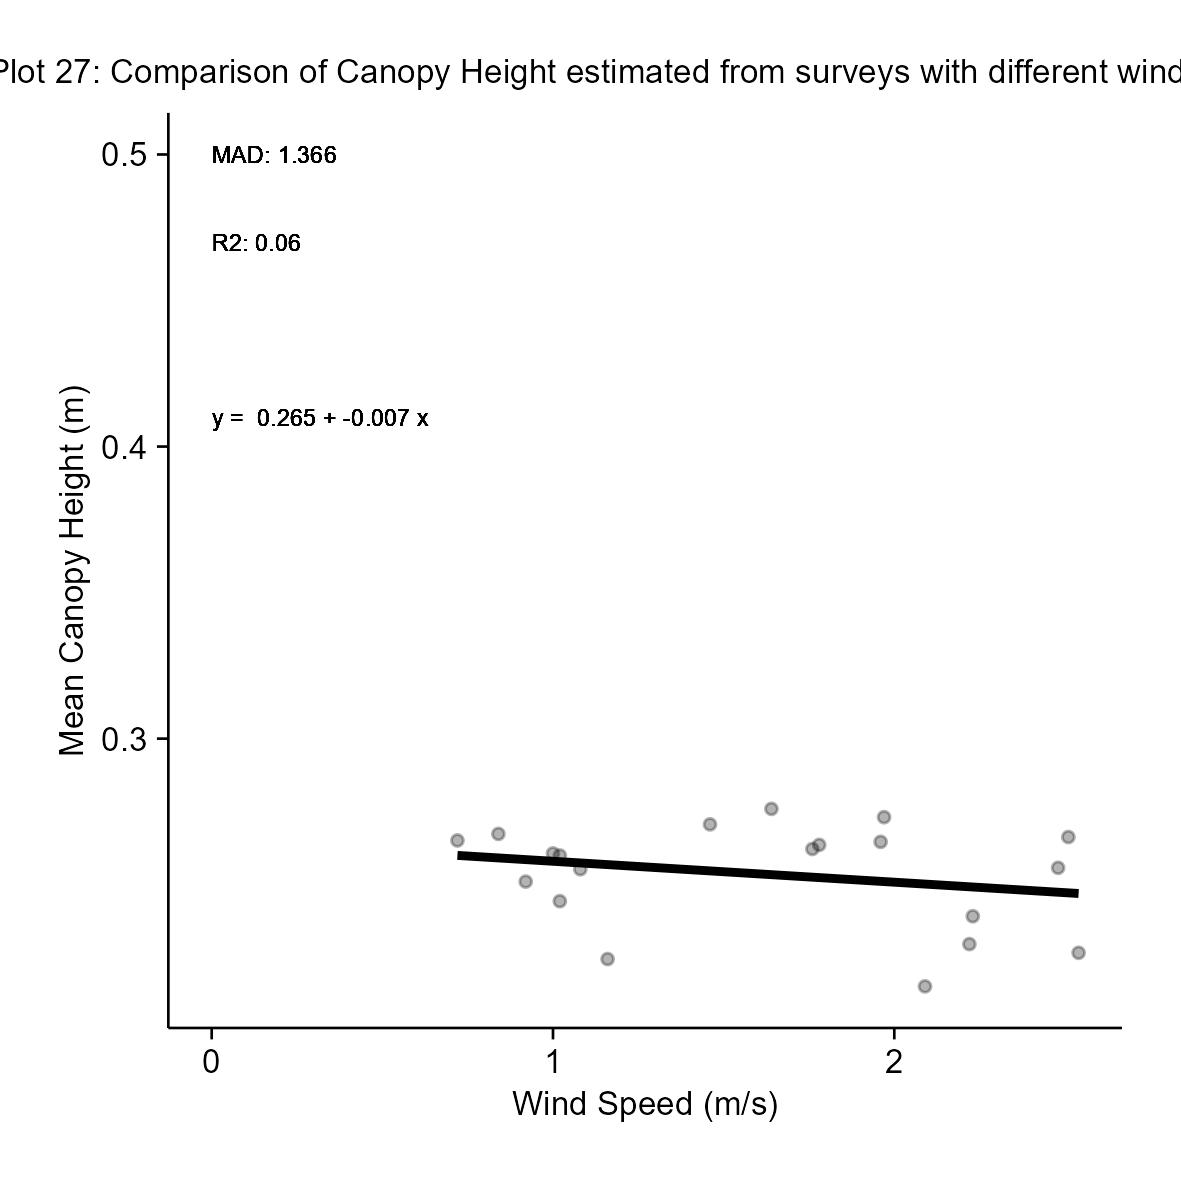 Plot 27: Comparison of Canopy Height estimated from surveys with different wind
0.5
MAD: 1.366
R2: 0.06
y =  0.265 + -0.007 x
0.4
Mean Canopy Height (m)
0.3
0 1 2
Wind Speed (m/s)